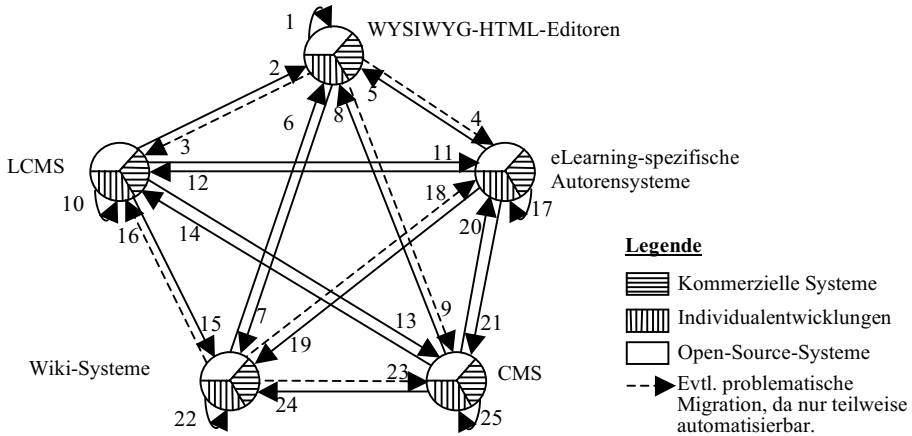 1
WYSIWYG-HTML-Editoren
2
3
6
8
5
4
LCMS
11
12
eLearning-spezifische
Autorensysteme
10
16
14
18
20
17
Legende
Kommerzielle Systeme
Individualentwicklungen
Open-Source-Systeme
Evtl. problematische
Migration, da nur teilweise
automatisierbar.
15
7
19
13
9
21
Wiki-Systeme
22
24
23
CMS
25